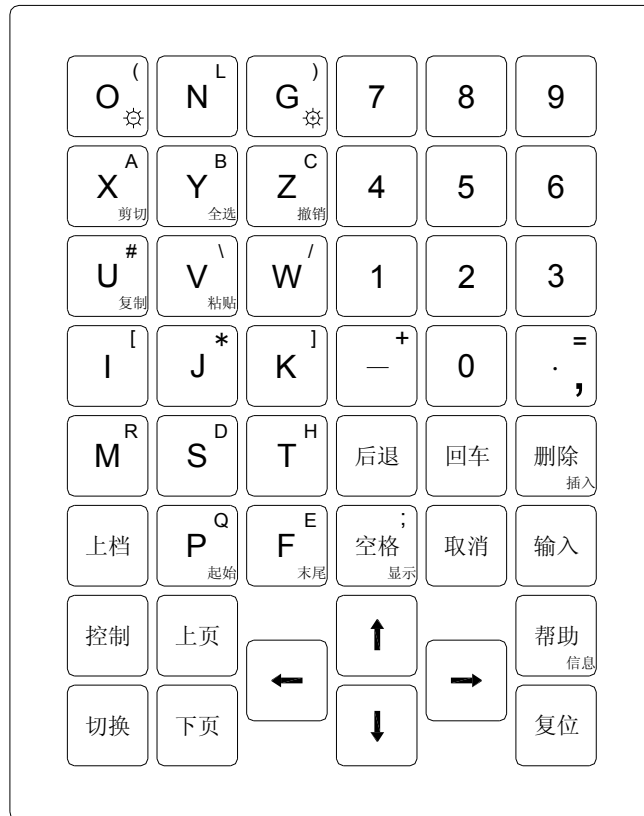 O ( N L G ) 7 8 9
X A 剪切 Y B 全选 Z C 撤销 4 5 6
U # 复制 V \ 粘贴 W / 1 2 3
I [ J * K ] — + 0 . , =
M R S D T H 后退 回车 删除 插入
上档 P Q 起始 F E 末尾 空格 ; 显示 取消 输入
控制 上页 ↑ 帮助 信息
← →
切换 下页 ↓ 复位